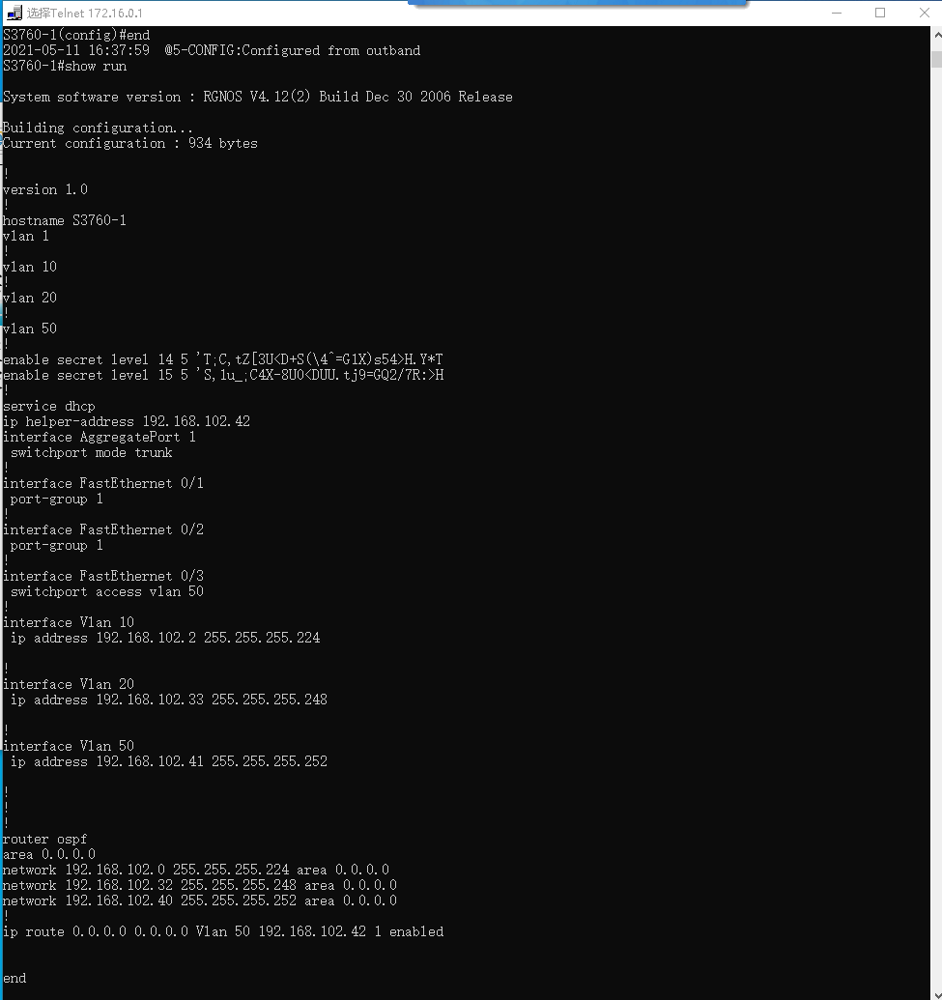 选择Telnet 172.16.0.1
S3760-1(config)#end
2021-05-11 16:37:59  @5-CONFIG:Configured from outband
S3760-1#show run
System software version : RGNOS V4.12(2) Build Dec 30 2006 Release
Building configuration...
Current configuration : 934 bytes
!
version 1.0
!
hostname S3760-1
vlan 1
!
vlan 10
!
vlan 20
!
vlan 50
!
enable secret level 14 5 'T;C,tZ[3U<D+S(\4^=G1X)s54>H.Y*T
enable secret level 15 5 'S,1u_;C4X-8U0<DUU.tj9=GQ2/7R:>H
!
service dhcp
ip helper-address 192.168.102.42
interface AggregatePort 1
 switchport mode trunk
!
interface FastEthernet 0/1
 port-group 1
!
interface FastEthernet 0/2
 port-group 1
!
interface FastEthernet 0/3
 switchport access vlan 50
!
interface Vlan 10
 ip address 192.168.102.2 255.255.255.224
!
interface Vlan 20
 ip address 192.168.102.33 255.255.255.248
!
interface Vlan 50
 ip address 192.168.102.41 255.255.255.252
!
!
!
router ospf
area 0.0.0.0
network 192.168.102.0 255.255.255.224 area 0.0.0.0
network 192.168.102.32 255.255.255.248 area 0.0.0.0
network 192.168.102.40 255.255.255.252 area 0.0.0.0
!
ip route 0.0.0.0 0.0.0.0 Vlan 50 192.168.102.42 1 enabled
end